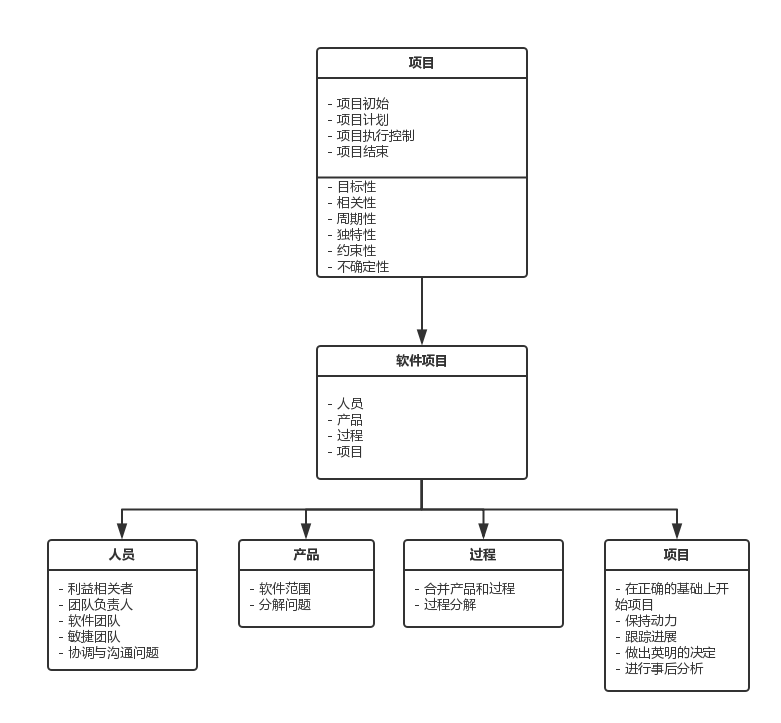 项目
- 项目初始
- 项目计划
- 项目执行控制
- 项目结束
- 目标性
- 相关性
- 周期性
- 独特性
- 约束性
- 不确定性
软件项目
- 人员
- 产品
- 过程
- 项目
人员
- 利益相关者
- 团队负责人
- 软件团队
- 敏捷团队
- 协调与沟通问题
产品
- 软件范围
- 分解问题
过程
- 合并产品和过程
- 过程分解
项目
- 在正确的基础上开
始项目
- 保持动力
- 跟踪进展
- 做出英明的决定
- 进行事后分析